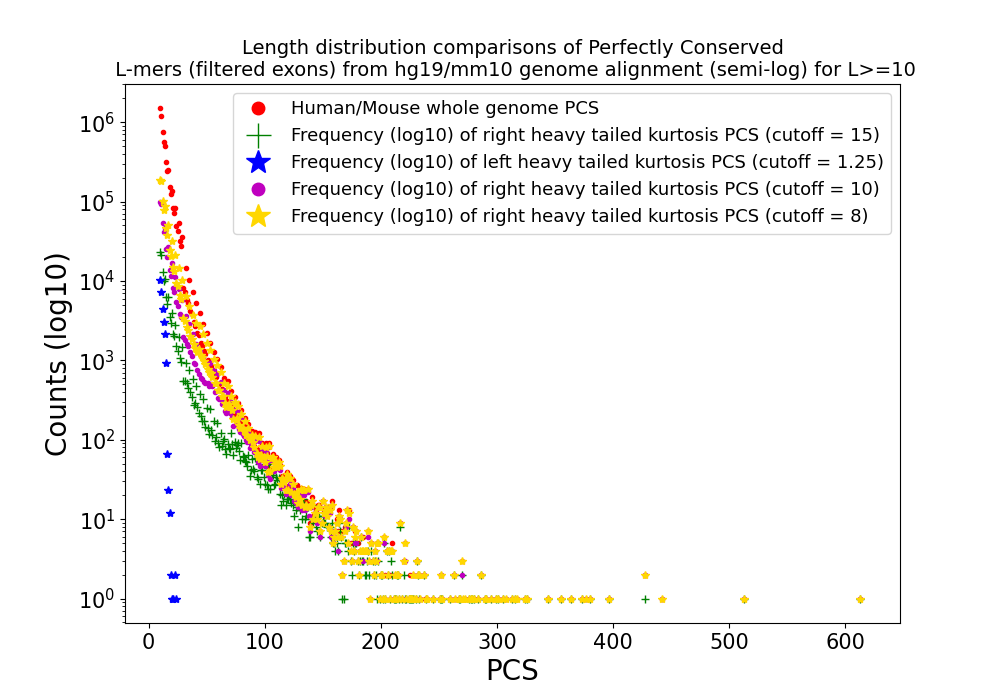 Length distribution comparisons of Perfectly Conserved
L-mers (filtered exons) from hg19/mm10 genome alignment (semi-log) for L>=10
Human/Mouse whole genome PCS
Frequency (log10) of right heavy tailed kurtosis PCS (cutoff = 15)
Frequency (log10) of left heavy tailed kurtosis PCS (cutoff = 1.25)
Frequency (log10) of right heavy tailed kurtosis PCS (cutoff = 10)
Frequency (log10) of right heavy tailed kurtosis PCS (cutoff = 8)
Counts (log10)
10⁶
10⁵
10⁴
10³
10²
10¹
10⁰
0 100 200 300 400 500 600
PCS